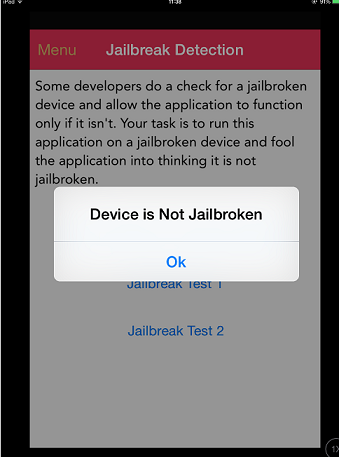 iPad 11:38 91%
Menu Jailbreak Detection
Some developers do a check for a jailbroken
device and allow the application to function
only if it isn't. Your task is to run this
application on a jailbroken device and fool
the application into thinking it is not
jailbroken.
Device is Not Jailbroken
Ok
Jailbreak Test 1
Jailbreak Test 2
1X